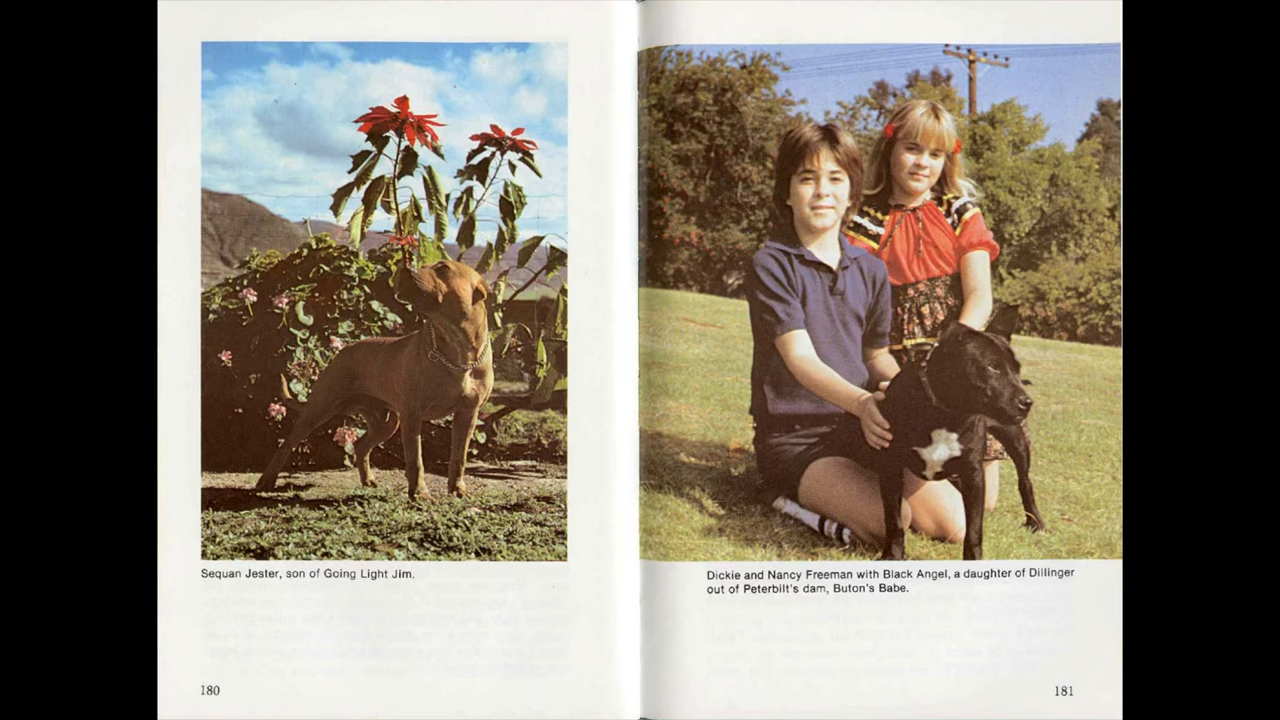 Sequan Jester, son of Going Light Jim.
180
Dickie and Nancy Freeman with Black Angel, a daughter of Dillinger
out of Peterbilt's dam, Buton's Babe.
181